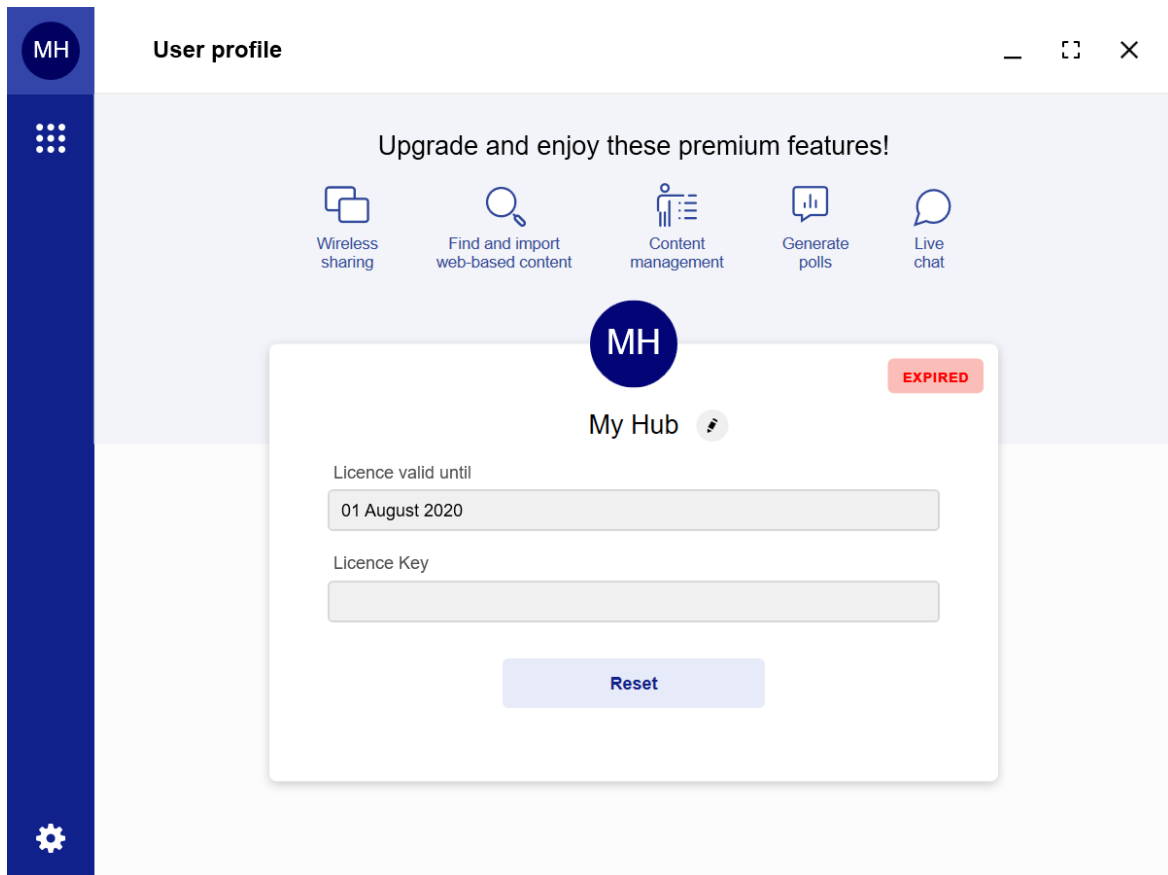 MH
User profile
Upgrade and enjoy these premium features!
Wireless
sharing
Find and import
web-based content
Content
management
Generate
polls
Live
chat
MH
EXPIRED
My Hub
Licence valid until
01 August 2020
Licence Key
Reset